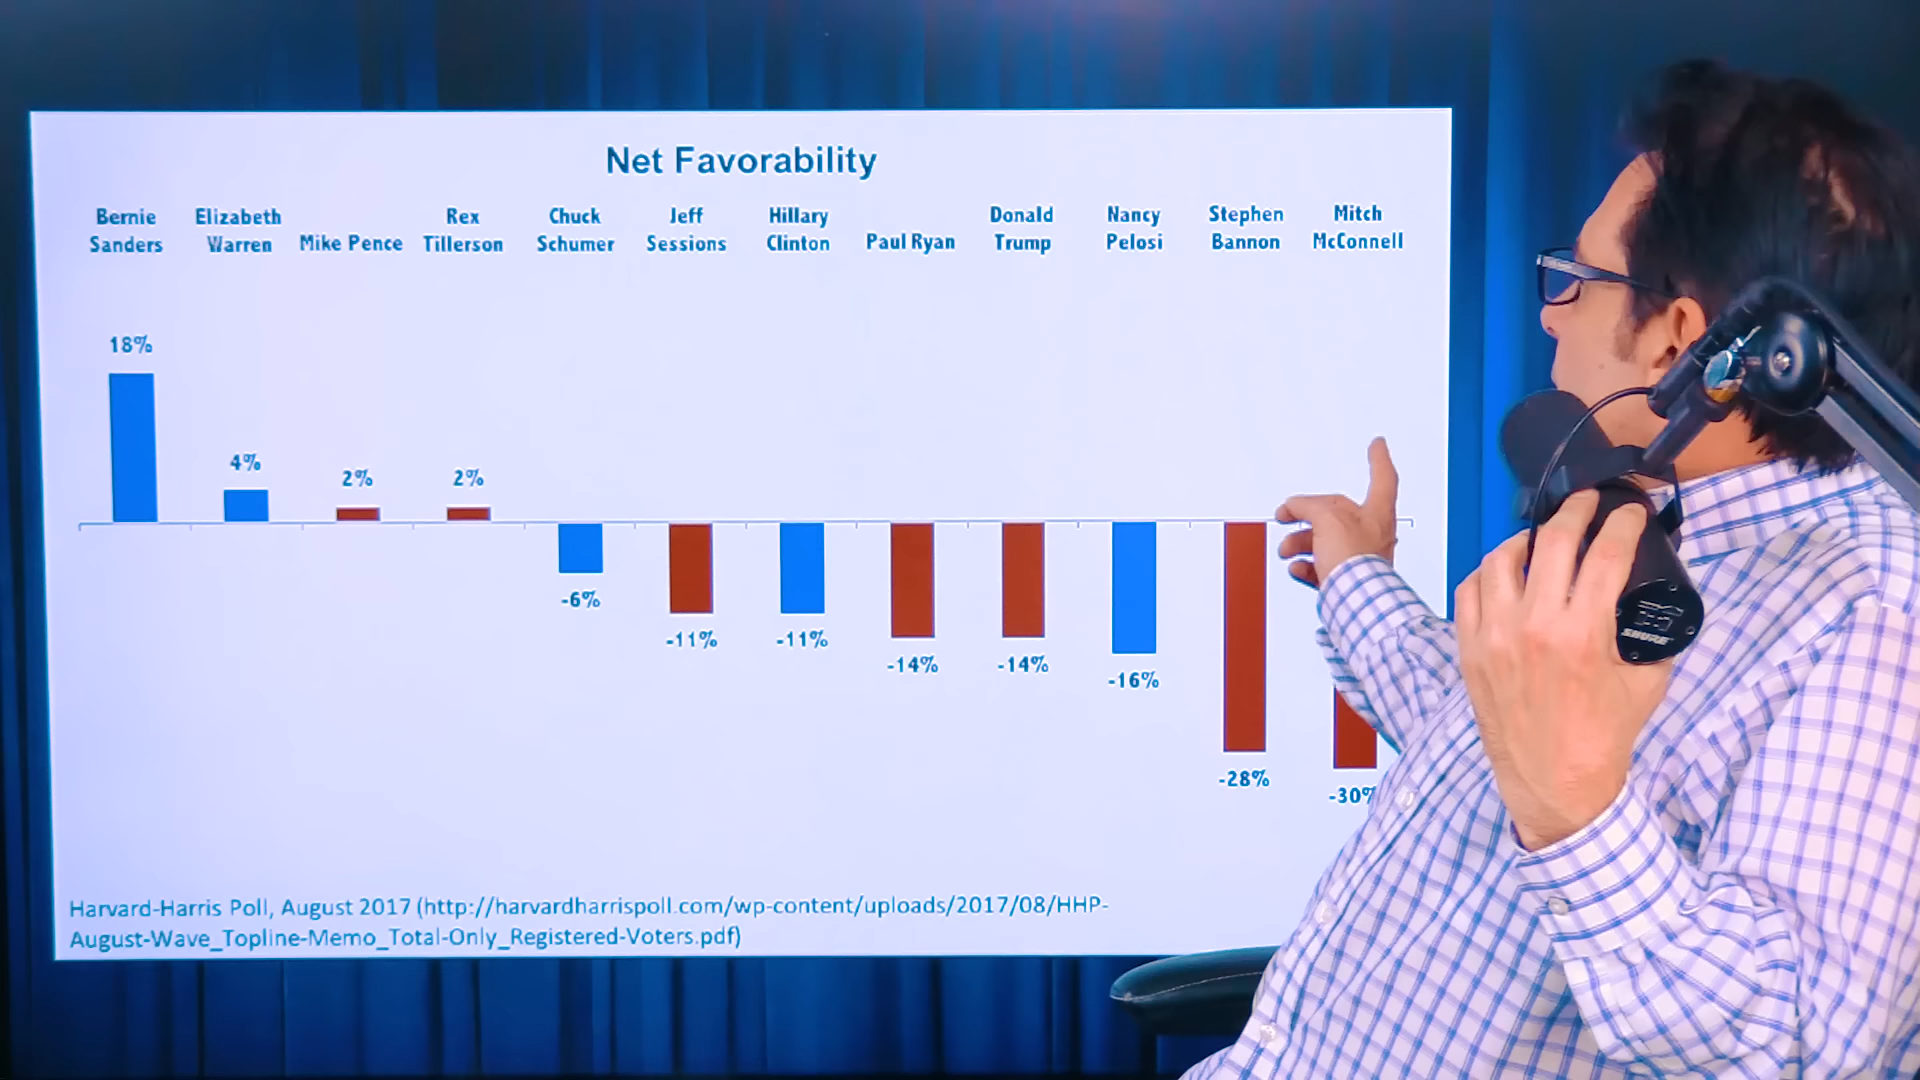 Net Favorability
Bernie Sanders
Elizabeth Warren
Mike Pence
Rex Tillerson
Chuck Schumer
Jeff Sessions
Hillary Clinton
Paul Ryan
Donald Trump
Nancy Pelosi
Stephen Bannon
Mitch McConnell
18%
4%
2%
2%
-6%
-11%
-11%
-14%
-14%
-16%
-28%
-30%
Harvard-Harris Poll, August 2017 (http://harvardharrispoll.com/wp-content/uploads/2017/08/HHP-
August-Wave_Topline-Memo_Total-Only_Registered-Voters.pdf)
SHURE